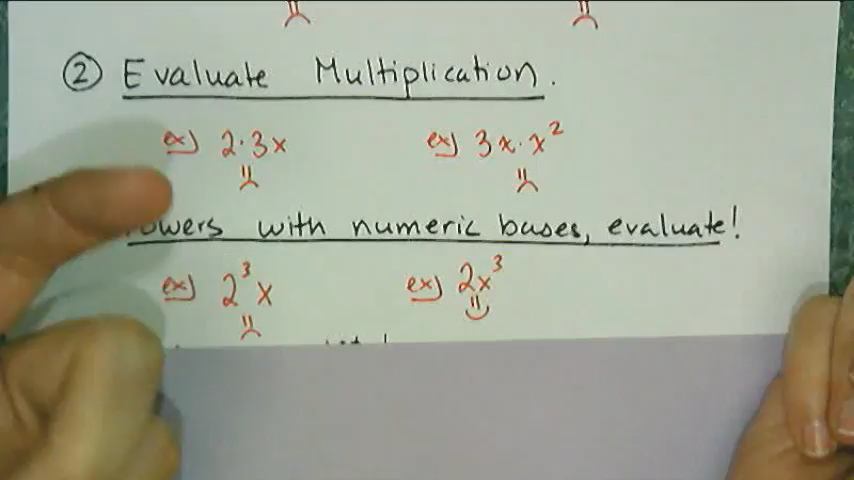 ② Evaluate Multiplication.
ex) 2·3x ex) 3x·x²
owers with numeric bases, evaluate!
ex) 2³x ex) 2x³